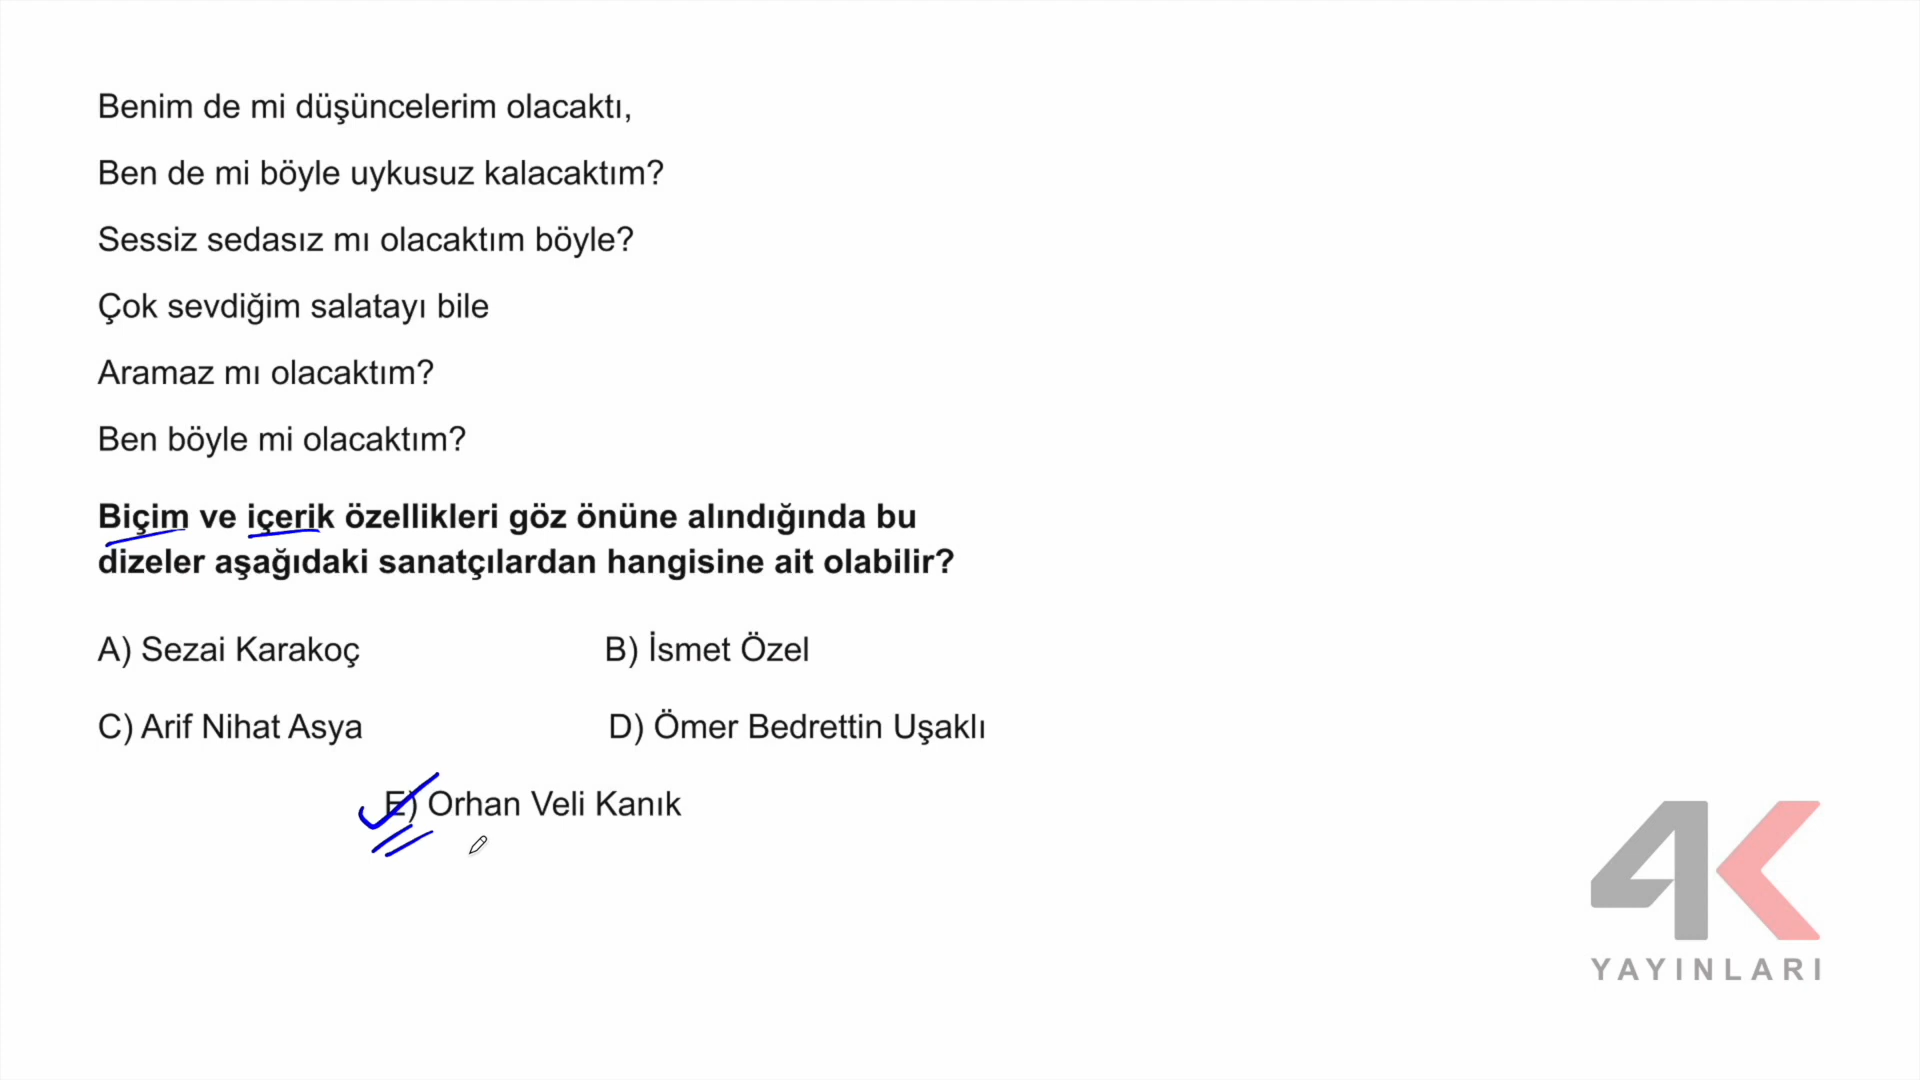 Benim de mi düşüncelerim olacaktı,
Ben de mi böyle uykusuz kalacaktım?
Sessiz sedasız mı olacaktım böyle?
Çok sevdiğim salatayı bile
Aramaz mı olacaktım?
Ben böyle mi olacaktım?
Biçim ve içerik özellikleri göz önüne alındığında bu
dizeler aşağıdaki sanatçılardan hangisine ait olabilir?
A) Sezai Karakoç B) İsmet Özel
C) Arif Nihat Asya D) Ömer Bedrettin Uşaklı
E) Orhan Veli Kanık
4K
YAYINLARI